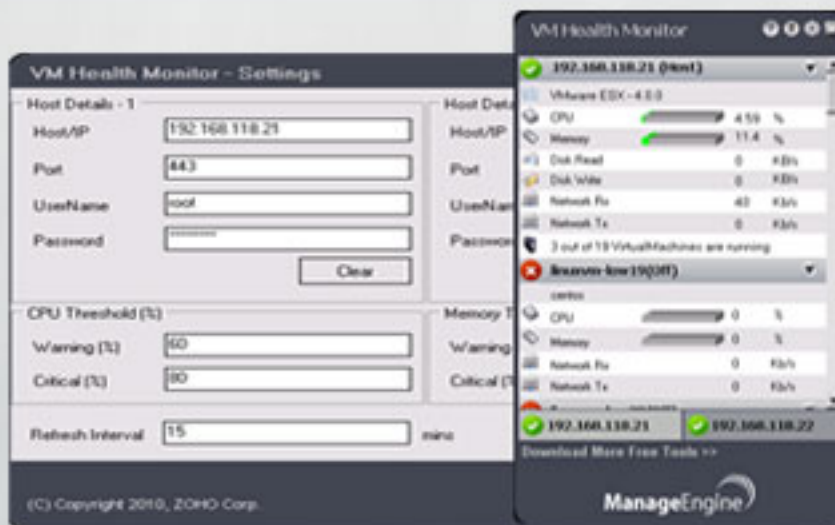 VM Health Monitor - Settings
Host Details - 1
Host/IP 192.168.118.21
Port 443
UserName root
Password ********
Clear
CPU Threshold (%)
Warning (%) 60
Critical (%) 80
Refresh Interval 15 mins
(C) Copyright 2010, ZOHO Corp.
Host Deta
Host/IP
Port
UserNam
Passwor
Memory T
Warning
Critical (%
VM Health Monitor
192.168.118.21 (Host)
VMware ESX - 4.0.0
CPU 4.59 %
Memory 11.4 %
Disk Read 0 KB/s
Disk Write 0 KB/s
Network Rx 43 Kb/s
Network Tx 0 Kb/s
3 out of 19 VirtualMachines are running
linuxvm-low19(Off)
centos
CPU 0 %
Memory 0 %
Network Rx 0 Kb/s
Network Tx 0 Kb/s
192.168.118.21 192.168.118.22
Download More Free Tools >>
ManageEngine